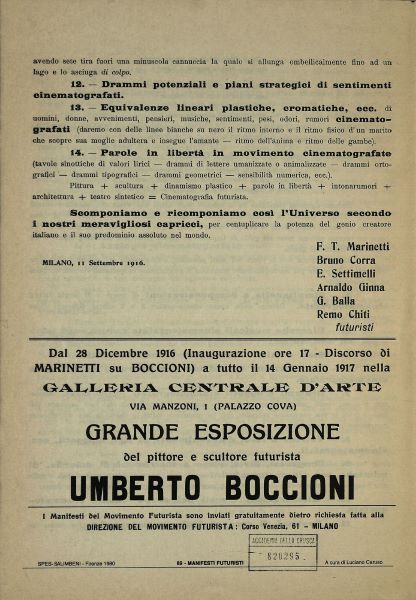 avendo sete tira fuori una minuscola cannuccia la quale si allunga ombelicalmente fino ad un
lago e lo asciuga di colpo.
12. — Drammi potenziali e piani strategici di sentimenti
cinematografati.
13. — Equivalenze lineari plastiche, cromatiche, ecc. di
uomini, donne, avvenimenti, pensieri, musiche, sentimenti, pesi, odori, rumori cinemato-
grafati (daremo con delle linee bianche su nero il ritmo interno e il ritmo fisico d'un marito
che scopre sua moglie adultera e insegue l'amante — ritmo dell'anima e ritmo delle gambe).
14. — Parole in libertà in movimento cinematografate
(tavole sinottiche di valori lirici — drammi di lettere umanizzate o animalizzate — drammi orto-
grafici — drammi tipografici — drammi geometrici — sensibilità numerica, ecc.).
Pittura + scultura + dinamismo plastico + parole in libertà + intonarumori +
architettura + teatro sintetico = Cinematografia futurista.
Scomponiamo e ricomponiamo così l'Universo secondo
i nostri meravigliosi capricci, per centuplicare la potenza del genio creatore
italiano e il suo predominio assoluto nel mondo.
F. T. Marinetti
Bruno Corra
E. Settimelli
Arnaldo Ginna
G. Balla
Remo Chiti
futuristi
MILANO, 11 Settembre 1916.
Dal 28 Dicembre 1916 (Inaugurazione ore 17 - Discorso di
MARINETTI su BOCCIONI) a tutto il 14 Gennaio 1917 nella
GALLERIA CENTRALE D'ARTE
VIA MANZONI, 1 (PALAZZO COVA)
GRANDE ESPOSIZIONE
del pittore e scultore futurista
UMBERTO BOCCIONI
I Manifesti del Movimento Futurista sono inviati gratuitamente dietro richiesta fatta alla
DIREZIONE DEL MOVIMENTO FUTURISTA: Corso Venezia, 61 - MILANO
ACCADEMIA DELLA CRUSCA
828295
SPES-SALIMBENI - Firenze 1980
89 - MANIFESTI FUTURISTI
A cura di Luciano Caruso